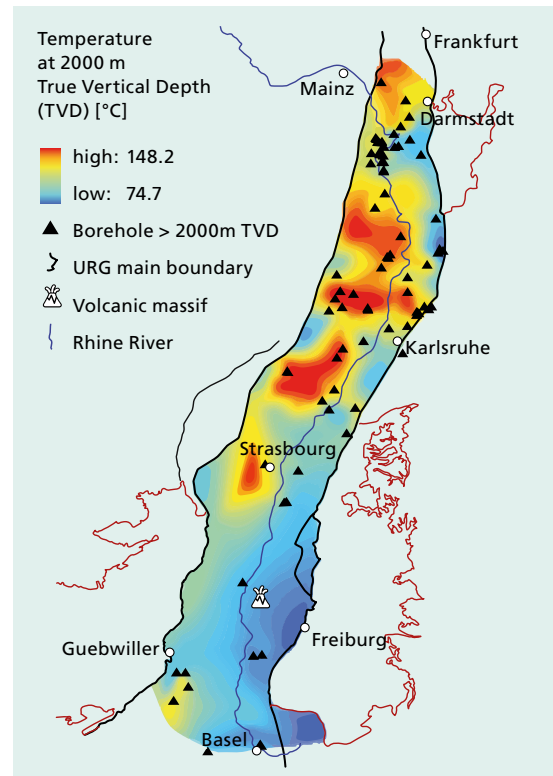 Temperature
at 2000 m
True Vertical Depth
(TVD) [°C]
high: 148.2
low: 74.7
Borehole > 2000m TVD
URG main boundary
Volcanic massif
Rhine River
Frankfurt
Mainz
Darmstadt
Karlsruhe
Strasbourg
Guebwiller
Freiburg
Basel